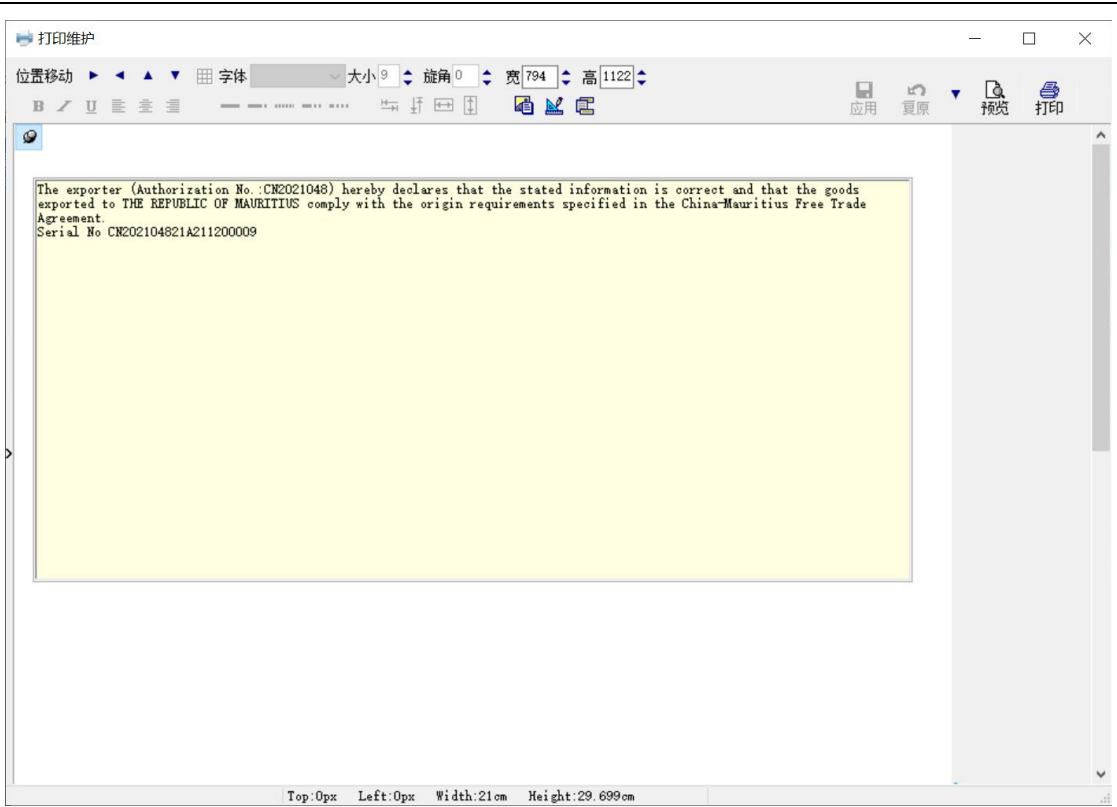 打印维护
位置移动 字体 大小 9 旋角 0 宽 794 高 1122
B I U 应用 复原 预览 打印
The exporter (Authorization No.:CN2021048) hereby declares that the stated information is correct and that the goods
exported to THE REPUBLIC OF MAURITIUS comply with the origin requirements specified in the China-Mauritius Free Trade
Agreement.
Serial No CN202104821A211200009
Top:0px Left:0px Width:21cm Height:29.699cm